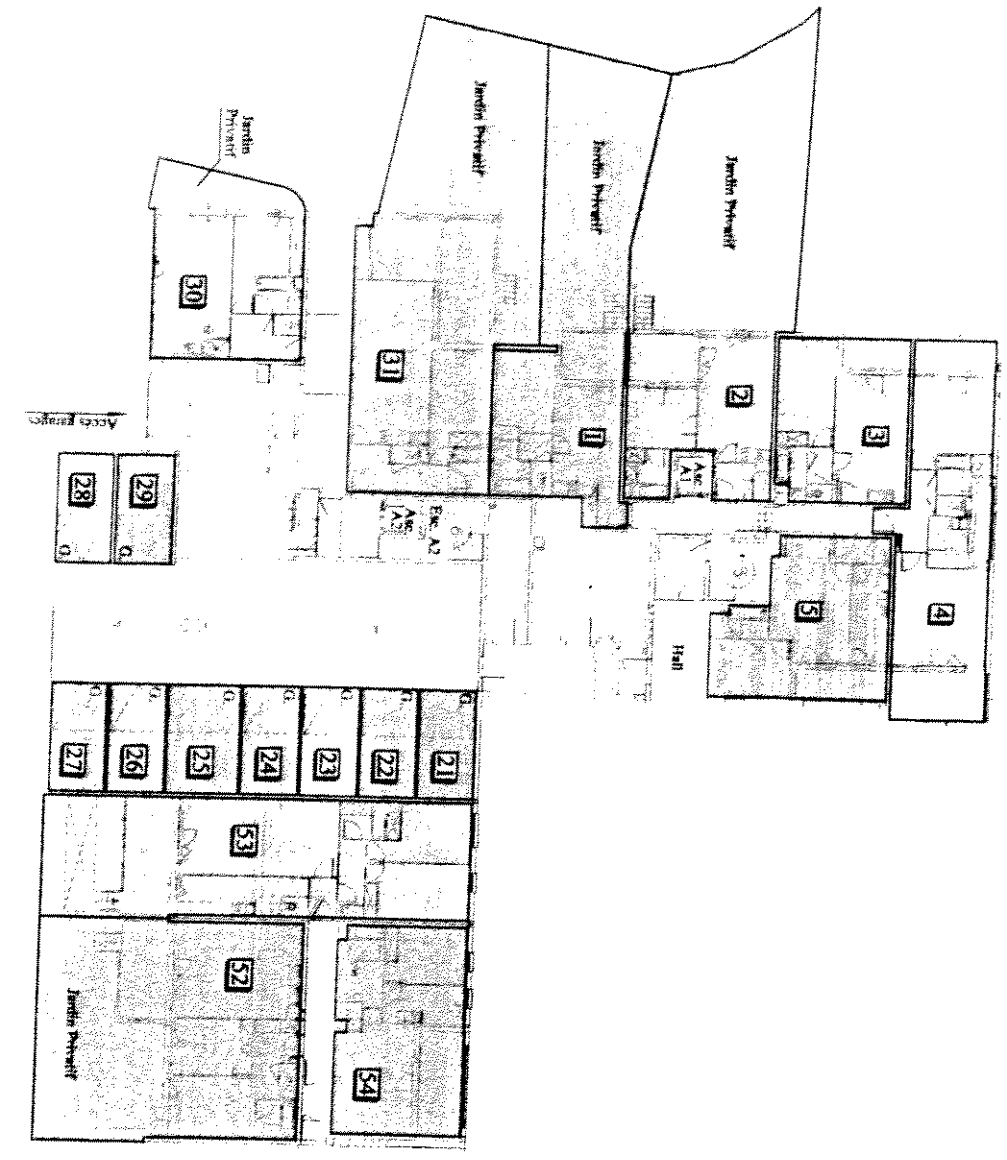 Jardin
Privatif
Jardin Privatif
Jardin Privatif
Jardin Privatif
30
31
1
2
3
4
5
Asc
A1
Esc. A2
Asc
A2
Hall
Accès garages
28
G.
29
G.
G.
27
G.
26
G.
25
G.
24
G.
23
G.
22
G.
21
53
P
52
54
Jardin Privatif